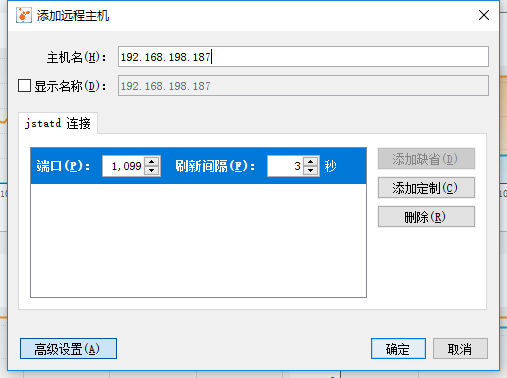 添加远程主机
主机名(H): 192.168.198.187
显示名称(D): 192.168.198.187
jstatd 连接
端口(P): 1,099 刷新间隔(F): 3 秒
添加缺省(D)
添加定制(C)
删除(R)
高级设置(A) 确定 取消